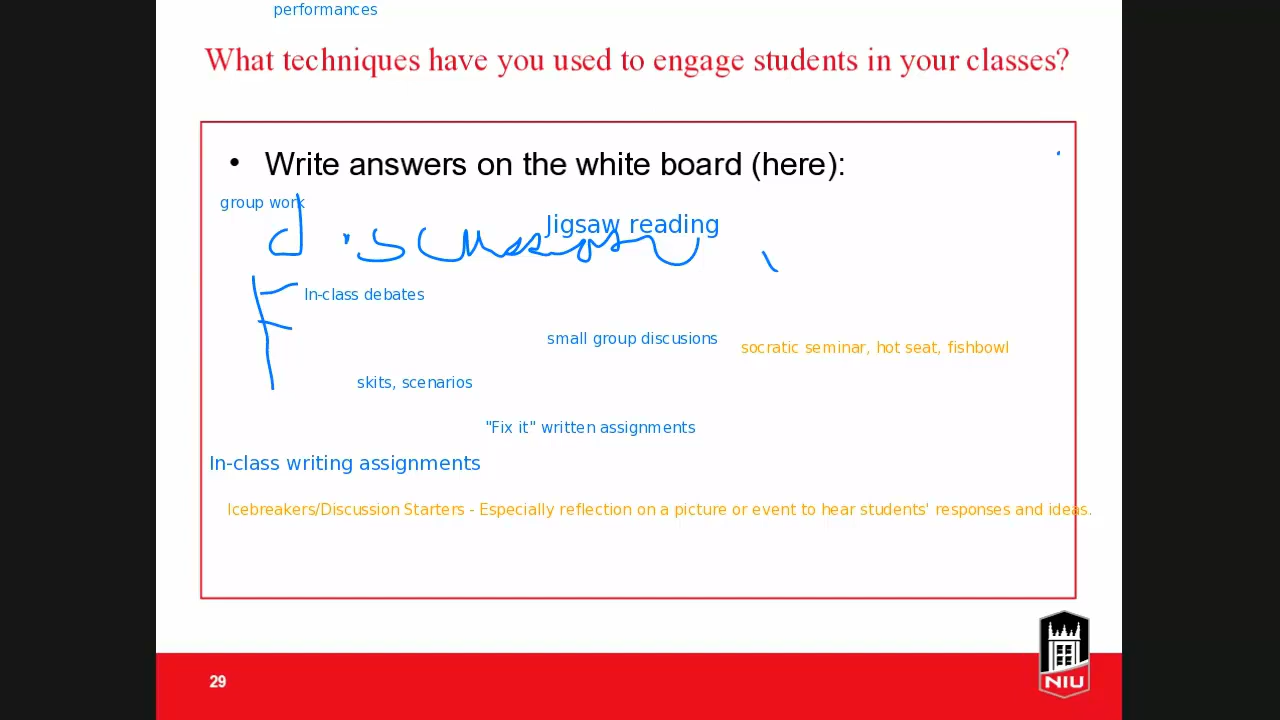 performances
What techniques have you used to engage students in your classes?
• Write answers on the white board (here):
group work
Jigsaw reading
discussion
F
In-class debates
small group discusions
socratic seminar, hot seat, fishbowl
skits, scenarios
"Fix it" written assignments
In-class writing assignments
Icebreakers/Discussion Starters - Especially reflection on a picture or event to hear students' responses and ideas.
29
NIU